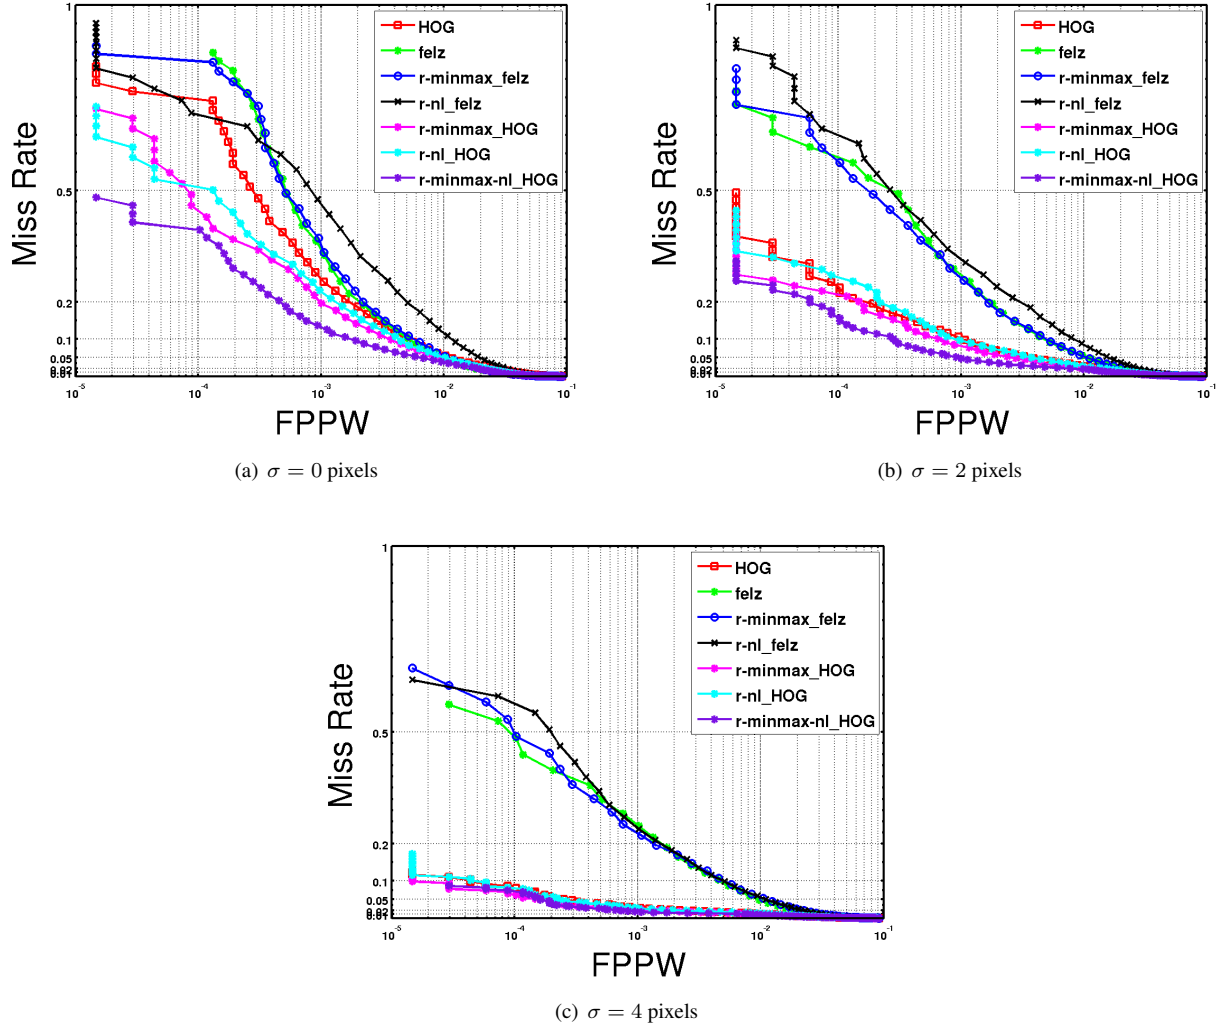 HOG
felz
r-minmax_felz
r-nl_felz
r-minmax_HOG
r-nl_HOG
r-minmax-nl_HOG
Miss Rate
1
0.5
0.2
0.1
0.05
0.02
0.01
10^-5
10^-4
10^-3
10^-2
10^-1
FPPW
(a) σ = 0 pixels
HOG
felz
r-minmax_felz
r-nl_felz
r-minmax_HOG
r-nl_HOG
r-minmax-nl_HOG
Miss Rate
1
0.5
0.2
0.1
0.05
0.02
0.01
10^-5
10^-4
10^-3
10^-2
10^-1
FPPW
(b) σ = 2 pixels
HOG
felz
r-minmax_felz
r-nl_felz
r-minmax_HOG
r-nl_HOG
r-minmax-nl_HOG
Miss Rate
1
0.5
0.2
0.1
0.05
0.02
0.01
10^-5
10^-4
10^-3
10^-2
10^-1
FPPW
(c) σ = 4 pixels